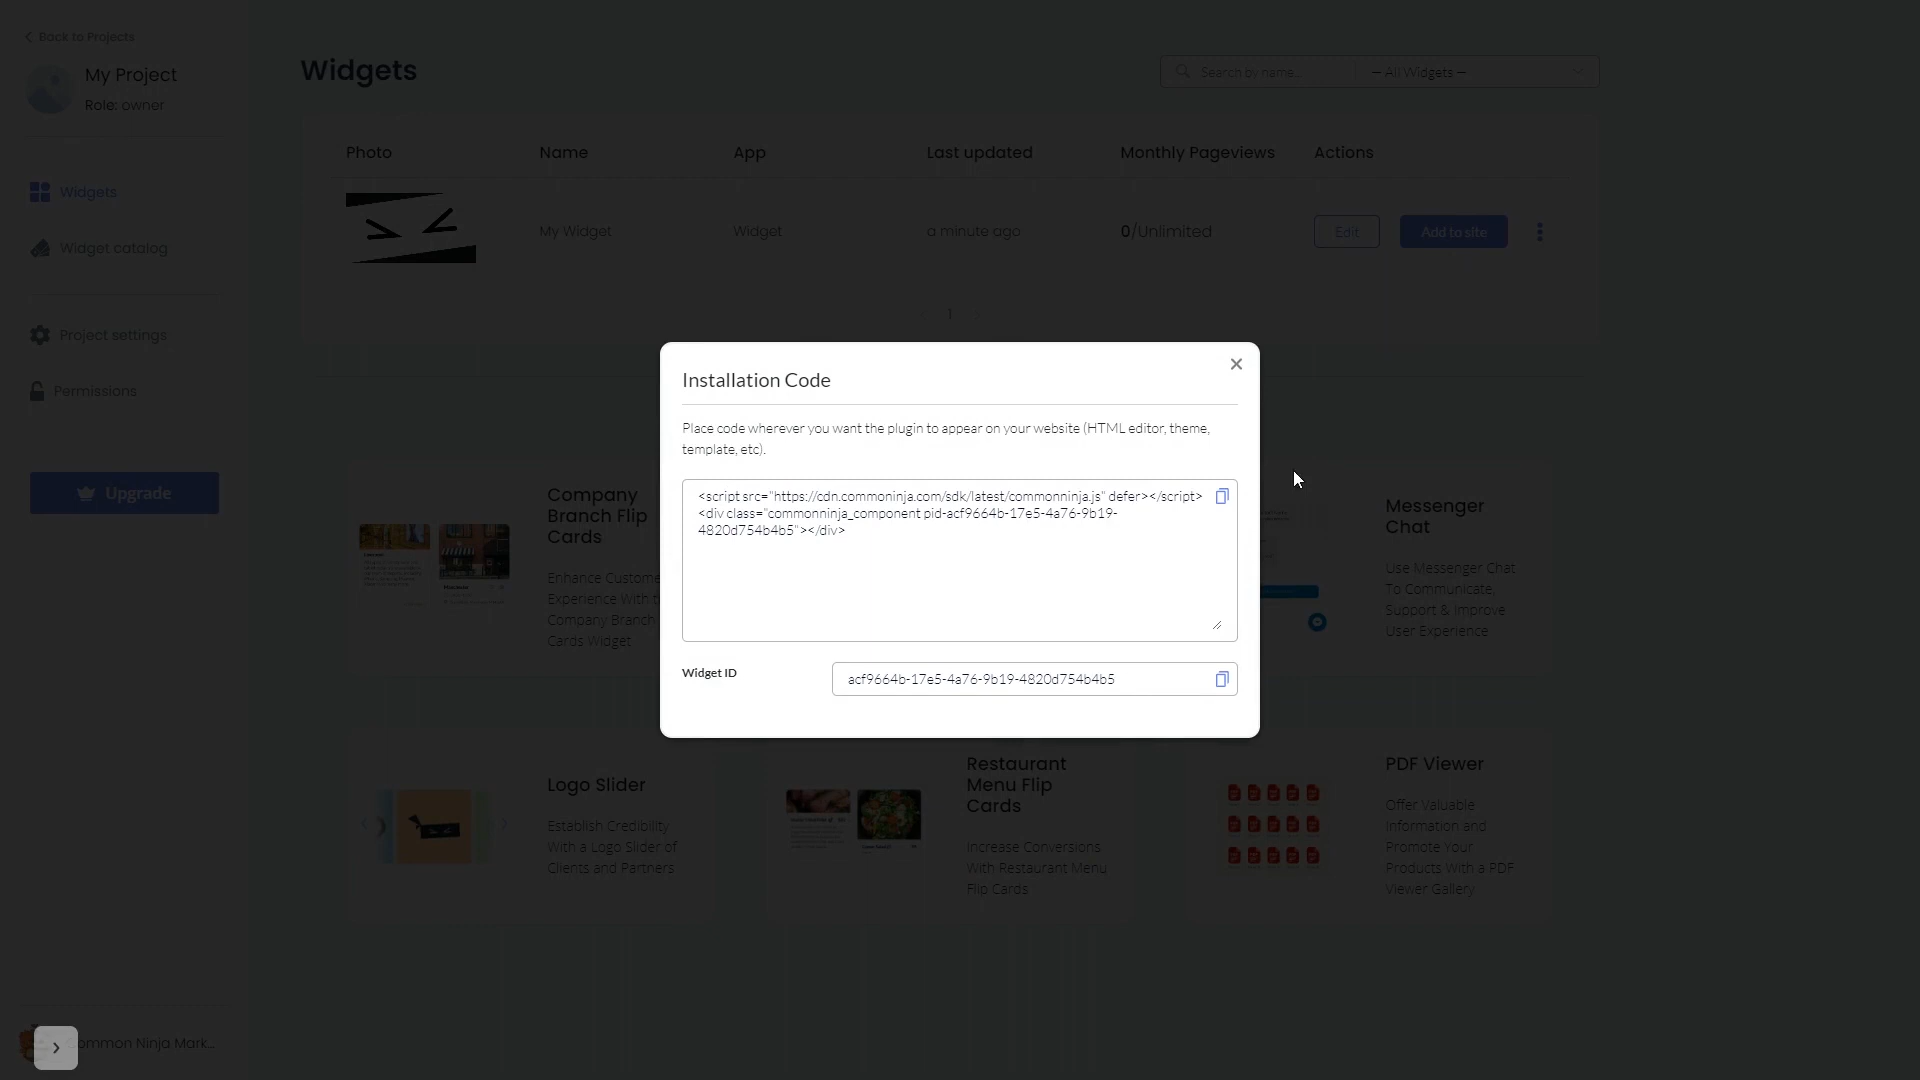 Back to Projects
My Project
Role: owner
Widgets
Widget catalog
Project settings
Permissions
Upgrade
Widgets
Search by name...
— All Widgets —
Photo
Name
App
Last updated
Monthly Pageviews
Actions
My Widget
Widget
a minute ago
0/Unlimited
Edit
Add to site
1
Installation Code
Place code wherever you want the plugin to appear on your website (HTML editor, theme,
template, etc).
<script src="https://cdn.commoninja.com/sdk/latest/commonninja.js" defer></script>
<div class="commonninja_component pid-acf9664b-17e5-4a76-9b19-
4820d754b4b5"></div>
Widget ID
acf9664b-17e5-4a76-9b19-4820d754b4b5
Company
Branch Flip
Cards
Enhance Custome
Experience With t
Company Branch
Cards Widget
Messenger
Chat
Use Messenger Chat
To Communicate,
Support & Improve
User Experience
Logo Slider
Establish Credibility
With a Logo Slider of
Clients and Partners
Restaurant
Menu Flip
Cards
Increase Conversions
With Restaurant Menu
Flip Cards
PDF Viewer
Offer Valuable
Information and
Promote Your
Products With a PDF
Viewer Gallery
ommon Ninja Mark...